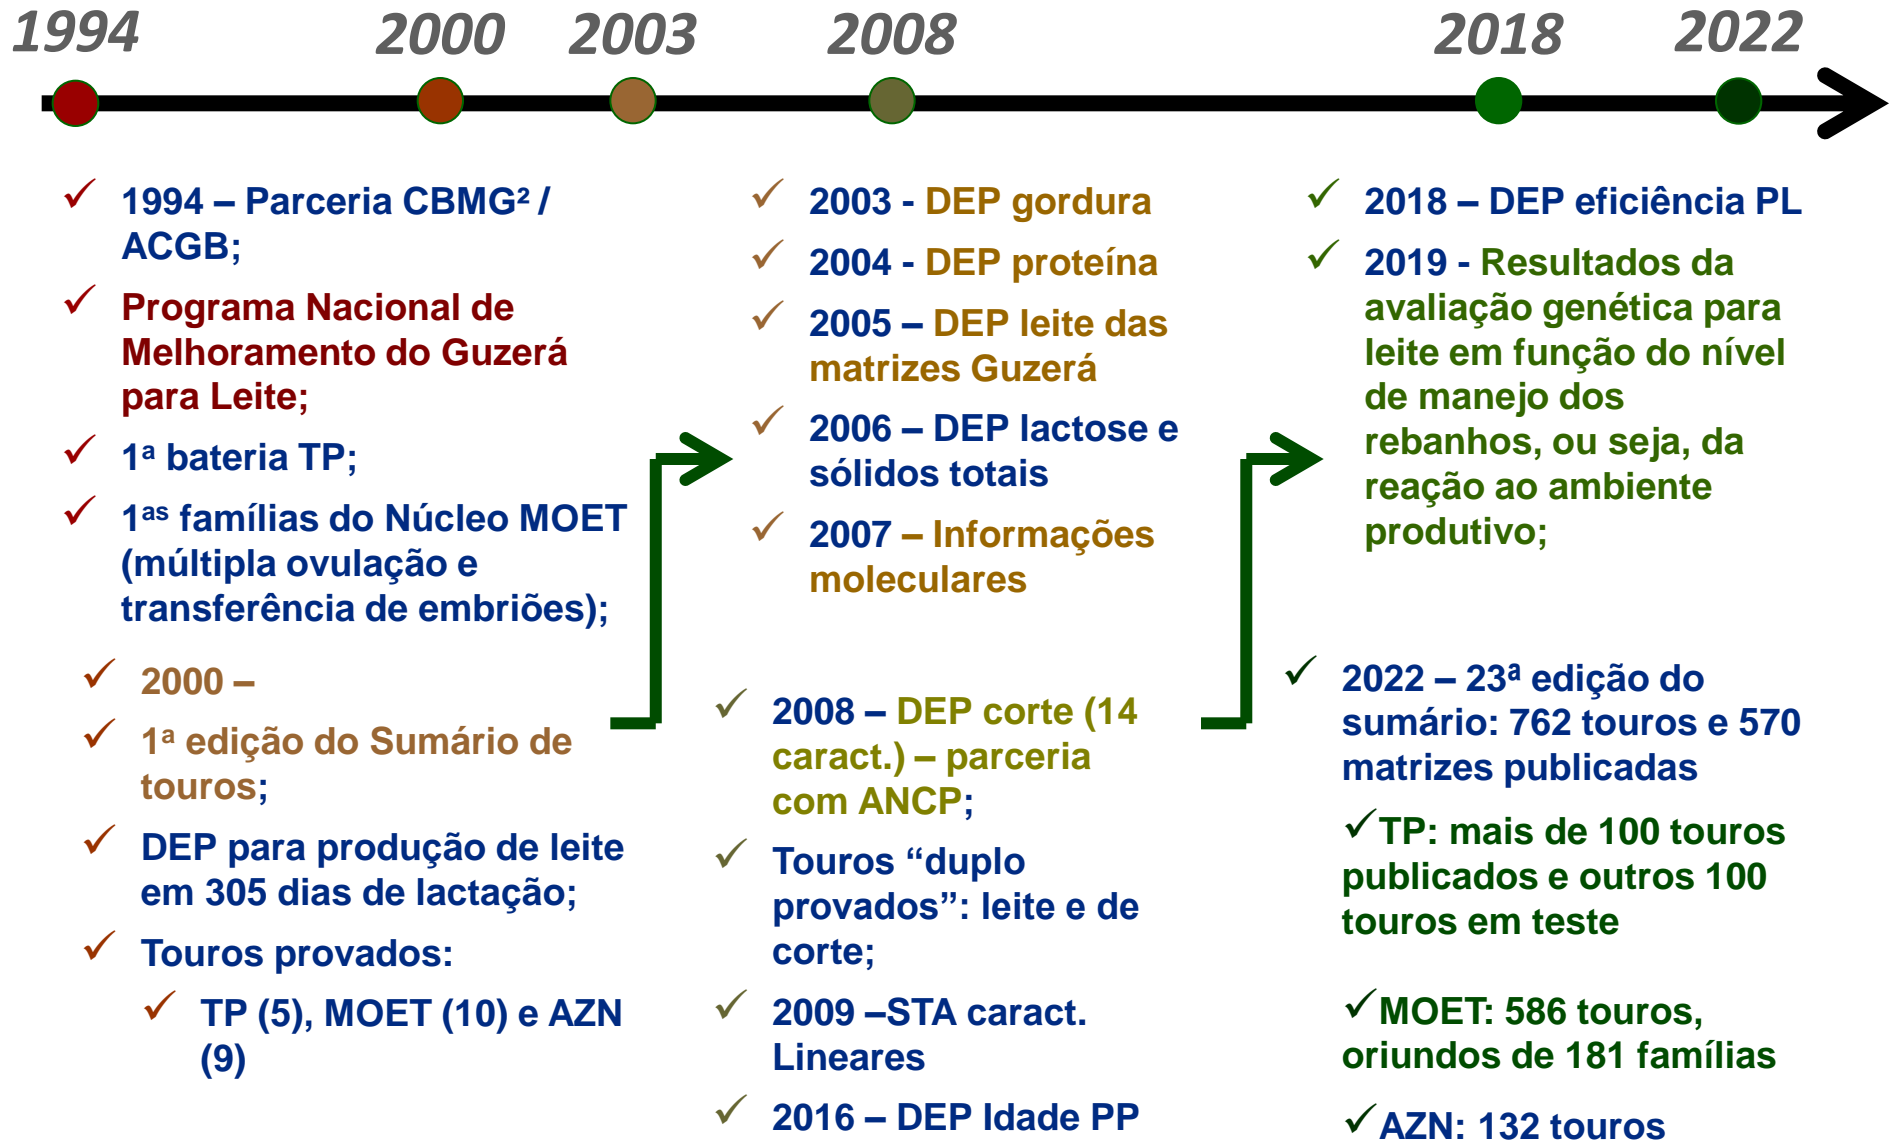 1994 2000 2003 2008 2018 2022
1994 – Parceria CBMG² /
ACGB;
Programa Nacional de
Melhoramento do Guzerá
para Leite;
1ª bateria TP;
1as famílias do Núcleo MOET
(múltipla ovulação e
transferência de embriões);
2000 –
1ª edição do Sumário de
touros;
DEP para produção de leite
em 305 dias de lactação;
Touros provados:
TP (5), MOET (10) e AZN
(9)
2003 - DEP gordura
2004 - DEP proteína
2005 – DEP leite das
matrizes Guzerá
2006 – DEP lactose e
sólidos totais
2007 – Informações
moleculares
2008 – DEP corte (14
caract.) – parceria
com ANCP;
Touros “duplo
provados”: leite e de
corte;
2009 –STA caract.
Lineares
2016 – DEP Idade PP
2018 – DEP eficiência PL
2019 - Resultados da
avaliação genética para
leite em função do nível
de manejo dos
rebanhos, ou seja, da
reação ao ambiente
produtivo;
2022 – 23ª edição do
sumário: 762 touros e 570
matrizes publicadas
TP: mais de 100 touros
publicados e outros 100
touros em teste
MOET: 586 touros,
oriundos de 181 famílias
AZN: 132 touros